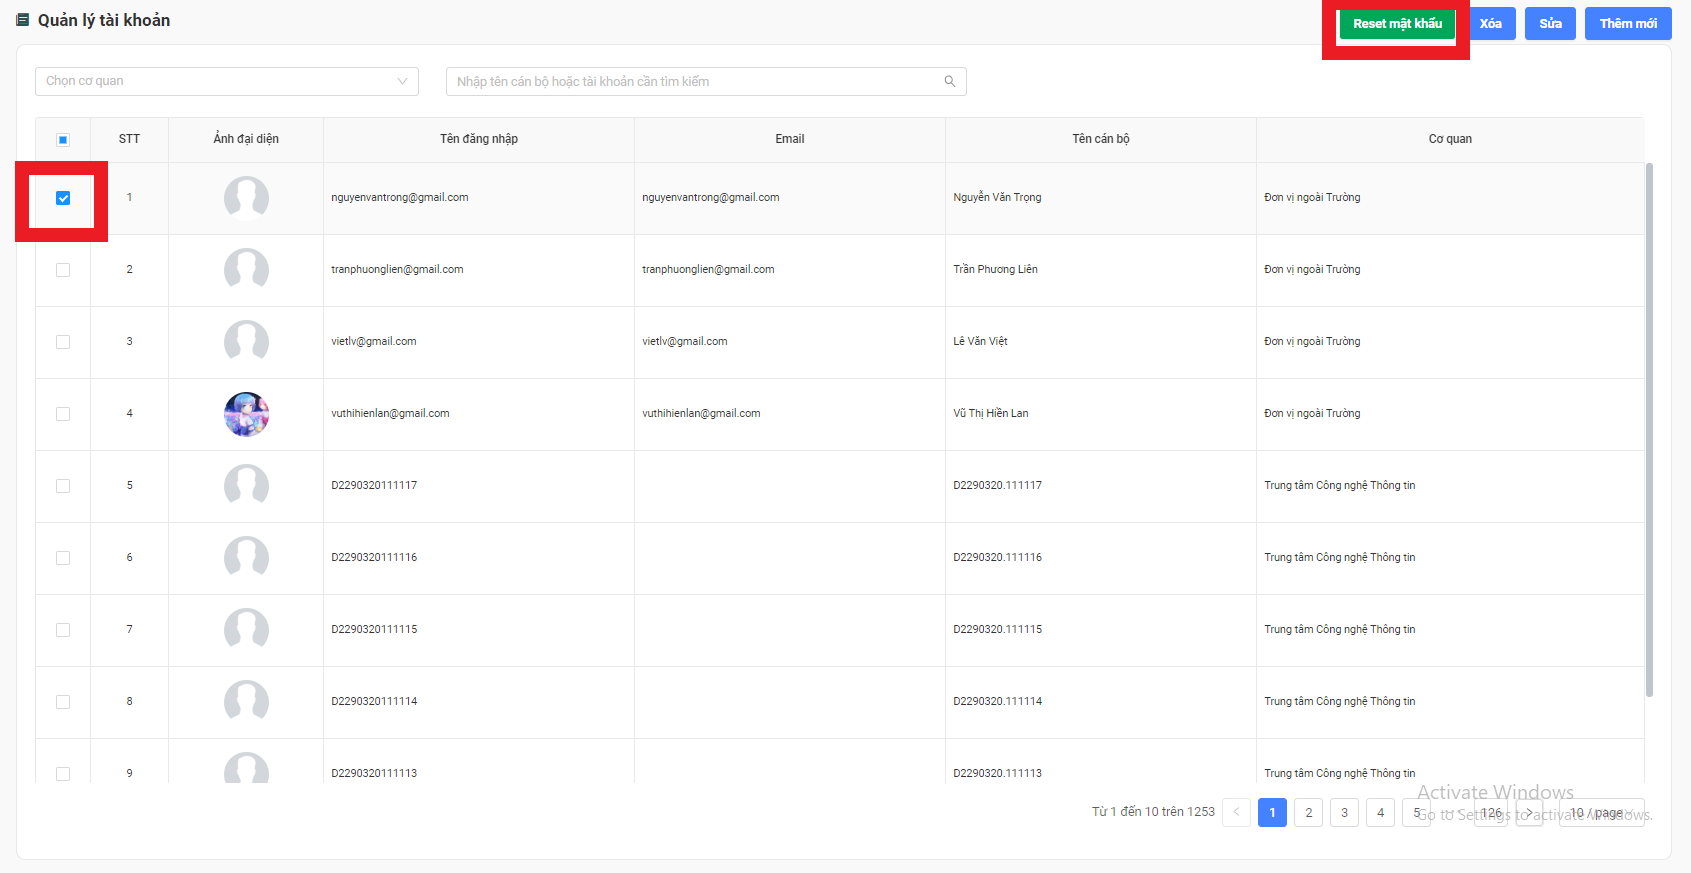 Quản lý tài khoản
Reset mật khẩu Xóa Sửa Thêm mới
Chọn cơ quan Nhập tên cán bộ hoặc tài khoản cần tìm kiếm
STT Ảnh đại diện Tên đăng nhập Email Tên cán bộ Cơ quan
1 nguyenvantrong@gmail.com nguyenvantrong@gmail.com Nguyễn Văn Trọng Đơn vị ngoài Trường
2 tranphuonglien@gmail.com tranphuonglien@gmail.com Trần Phương Liên Đơn vị ngoài Trường
3 vietlv@gmail.com vietlv@gmail.com Lê Văn Việt Đơn vị ngoài Trường
4 vuthihienlan@gmail.com vuthihienlan@gmail.com Vũ Thị Hiền Lan Đơn vị ngoài Trường
5 D2290320111117 D2290320.111117 Trung tâm Công nghệ Thông tin
6 D2290320111116 D2290320.111116 Trung tâm Công nghệ Thông tin
7 D2290320111115 D2290320.111115 Trung tâm Công nghệ Thông tin
8 D2290320111114 D2290320.111114 Trung tâm Công nghệ Thông tin
9 D2290320111113 D2290320.111113 Trung tâm Công nghệ Thông tin
Từ 1 đến 10 trên 1253 < 1 2 3 4 5 126 > 10 / page
Activate Windows
Go to Settings to activate Windows.